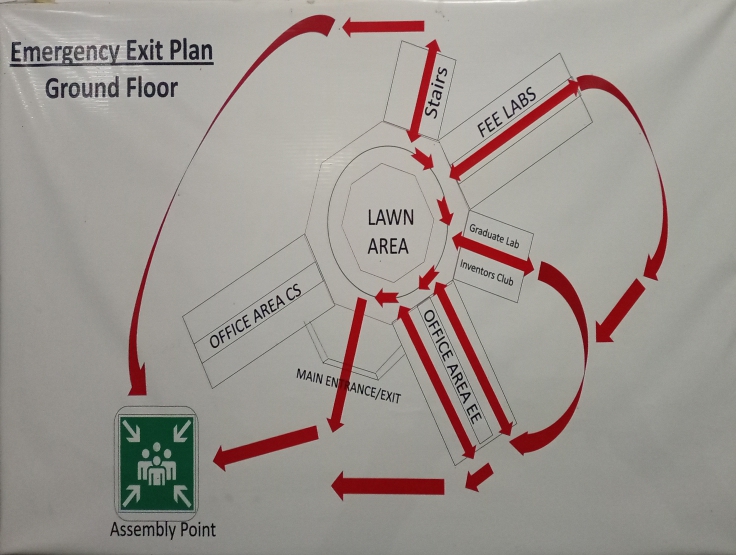 Emergency Exit Plan
Ground Floor
Stairs
FEE LABS
LAWN
AREA
Graduate Lab
Inventors Club
OFFICE AREA CS
OFFICE AREA EE
MAIN ENTRANCE/EXIT
Assembly Point